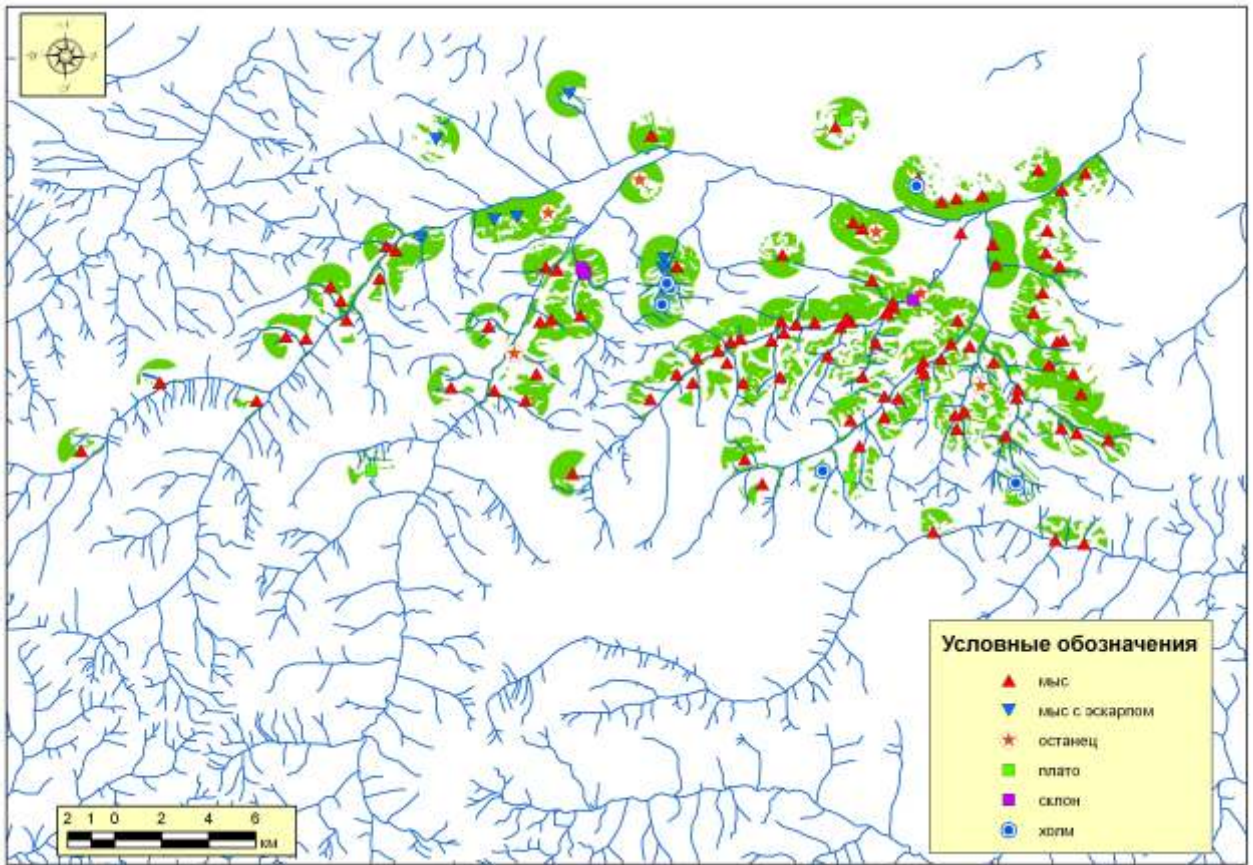 Условные обозначения
мыс
мыс с эскарпом
останец
плато
склон
холм
2 1 0 2 4 6
км